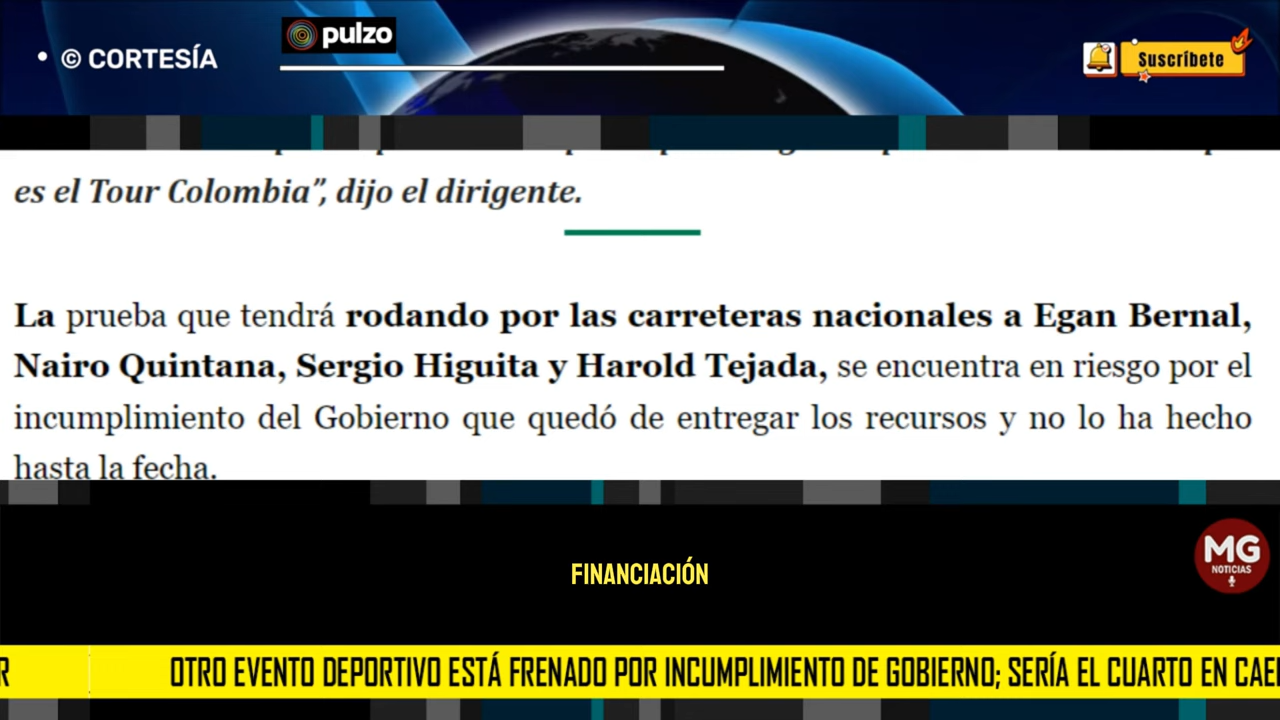 • © CORTESÍA
pulzo
Suscríbete
es el Tour Colombia”, dijo el dirigente.
La prueba que tendrá rodando por las carreteras nacionales a Egan Bernal,
Nairo Quintana, Sergio Higuita y Harold Tejada, se encuentra en riesgo por el
incumplimiento del Gobierno que quedó de entregar los recursos y no lo ha hecho
hasta la fecha.
MG
NOTICIAS
FINANCIACIÓN
R OTRO EVENTO DEPORTIVO ESTÁ FRENADO POR INCUMPLIMIENTO DE GOBIERNO; SERÍA EL CUARTO EN CAE